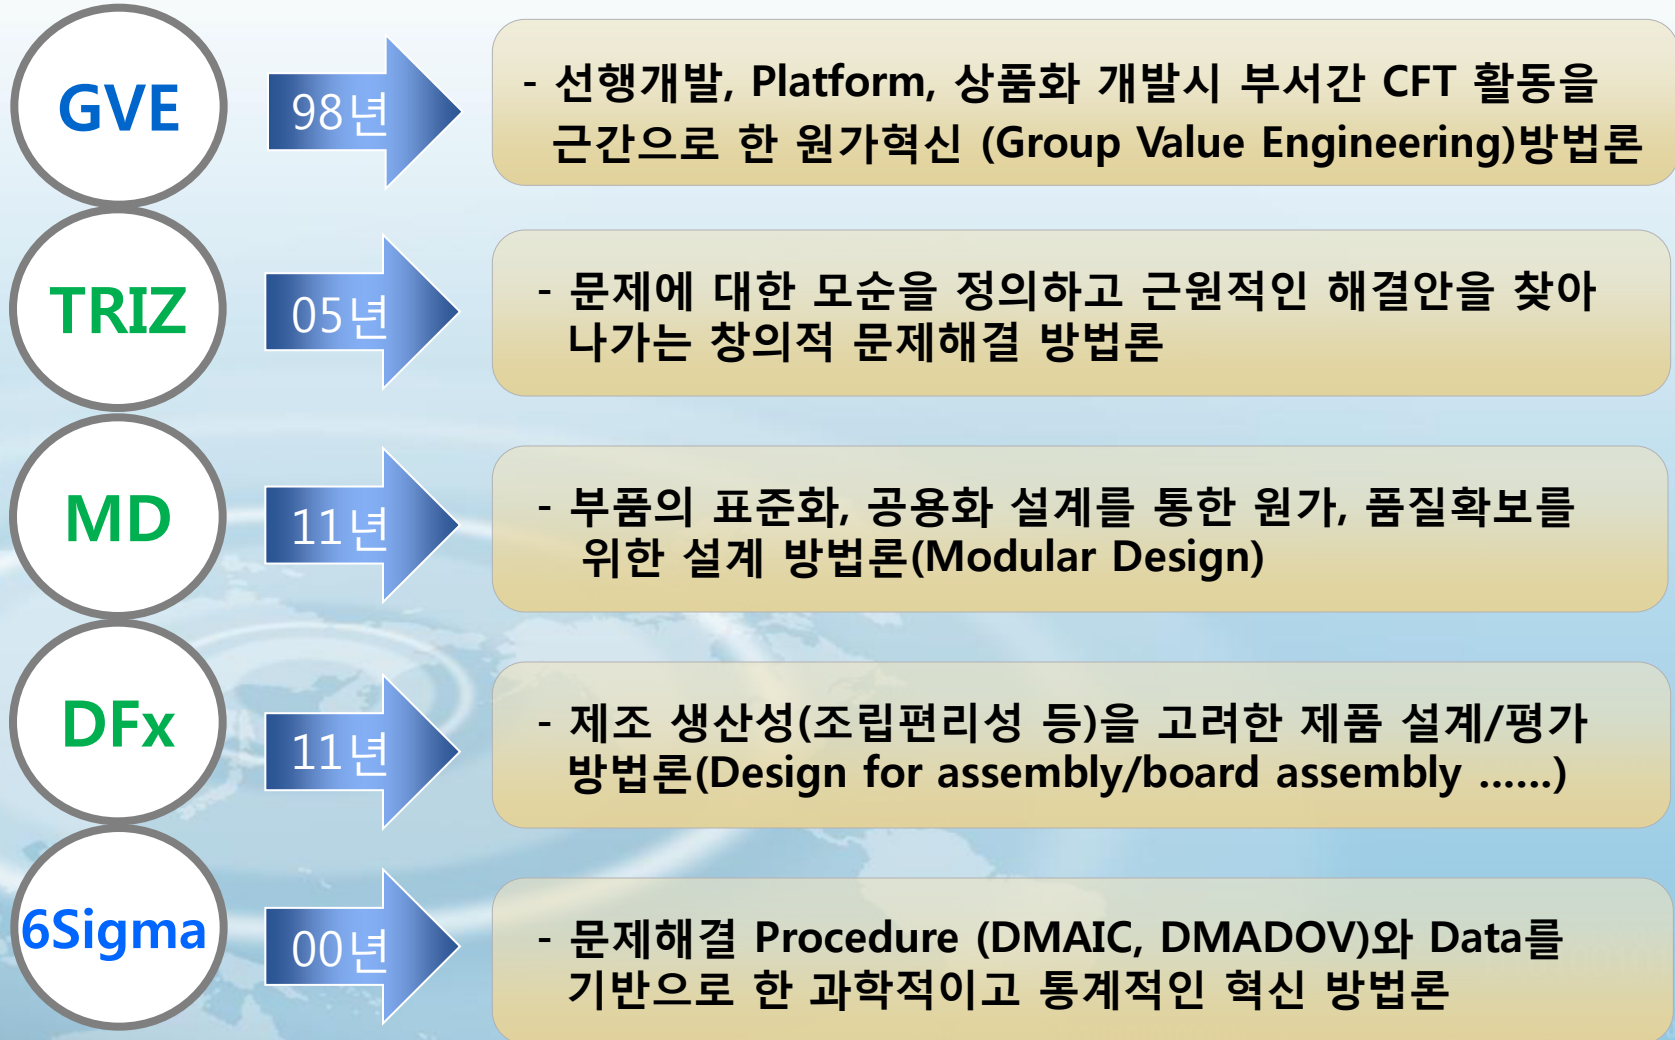 GVE
98년
- 선행개발, Platform, 상품화 개발시 부서간 CFT 활동을
근간으로 한 원가혁신 (Group Value Engineering)방법론
TRIZ
05년
- 문제에 대한 모순을 정의하고 근원적인 해결안을 찾아
나가는 창의적 문제해결 방법론
MD
11년
- 부품의 표준화, 공용화 설계를 통한 원가, 품질확보를
위한 설계 방법론(Modular Design)
DFx
11년
- 제조 생산성(조립편리성 등)을 고려한 제품 설계/평가
방법론(Design for assembly/board assembly ......)
6Sigma
00년
- 문제해결 Procedure (DMAIC, DMADOV)와 Data를
기반으로 한 과학적이고 통계적인 혁신 방법론